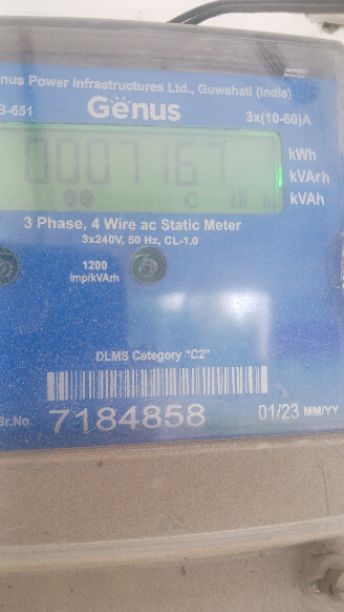 nus Power Infrastructures Ltd., Guwahati (India)
B-651 Genus 3x(10-60)A
0007167 kWh
kVArh
kVAh
00 C
3 Phase, 4 Wire ac Static Meter
3x240V, 50 Hz, CL-1.0
1200
imp/kVArh
DLMS Category "C2"
Sr.No. 7184858 01/23 MM/YY